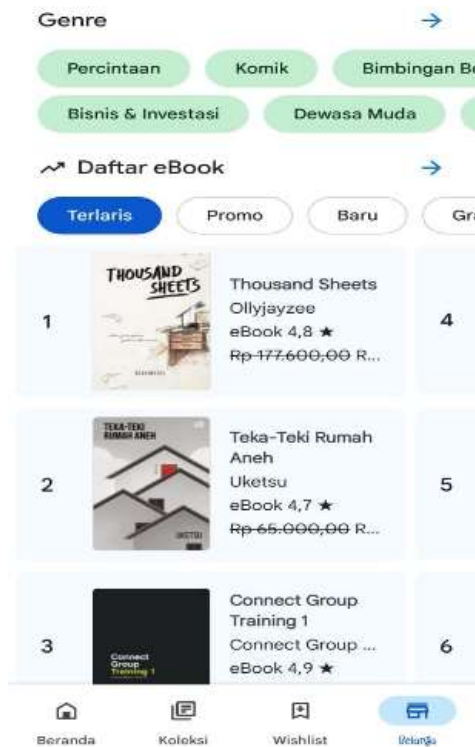 Genre
Percintaan
Komik
Bimbingan Be
Bisnis & Investasi
Dewasa Muda
Daftar eBook
Terlaris
Promo
Baru
Gra
1
THOUSAND
SHEETS
Thousand Sheets
Ollyjayzee
eBook 4,8 ★
Rp 177.600,00 R...
4
2
TEKA-TEKI
RUMAH ANEH
UKETSU
Teka-Teki Rumah
Aneh
Uketsu
eBook 4,7 ★
Rp 65.000,00 R...
5
3
Connect
Group
Training 1
Connect Group
Training 1
Connect Group ...
eBook 4,9 ★
6
Beranda
Koleksi
Wishlist
Belanja